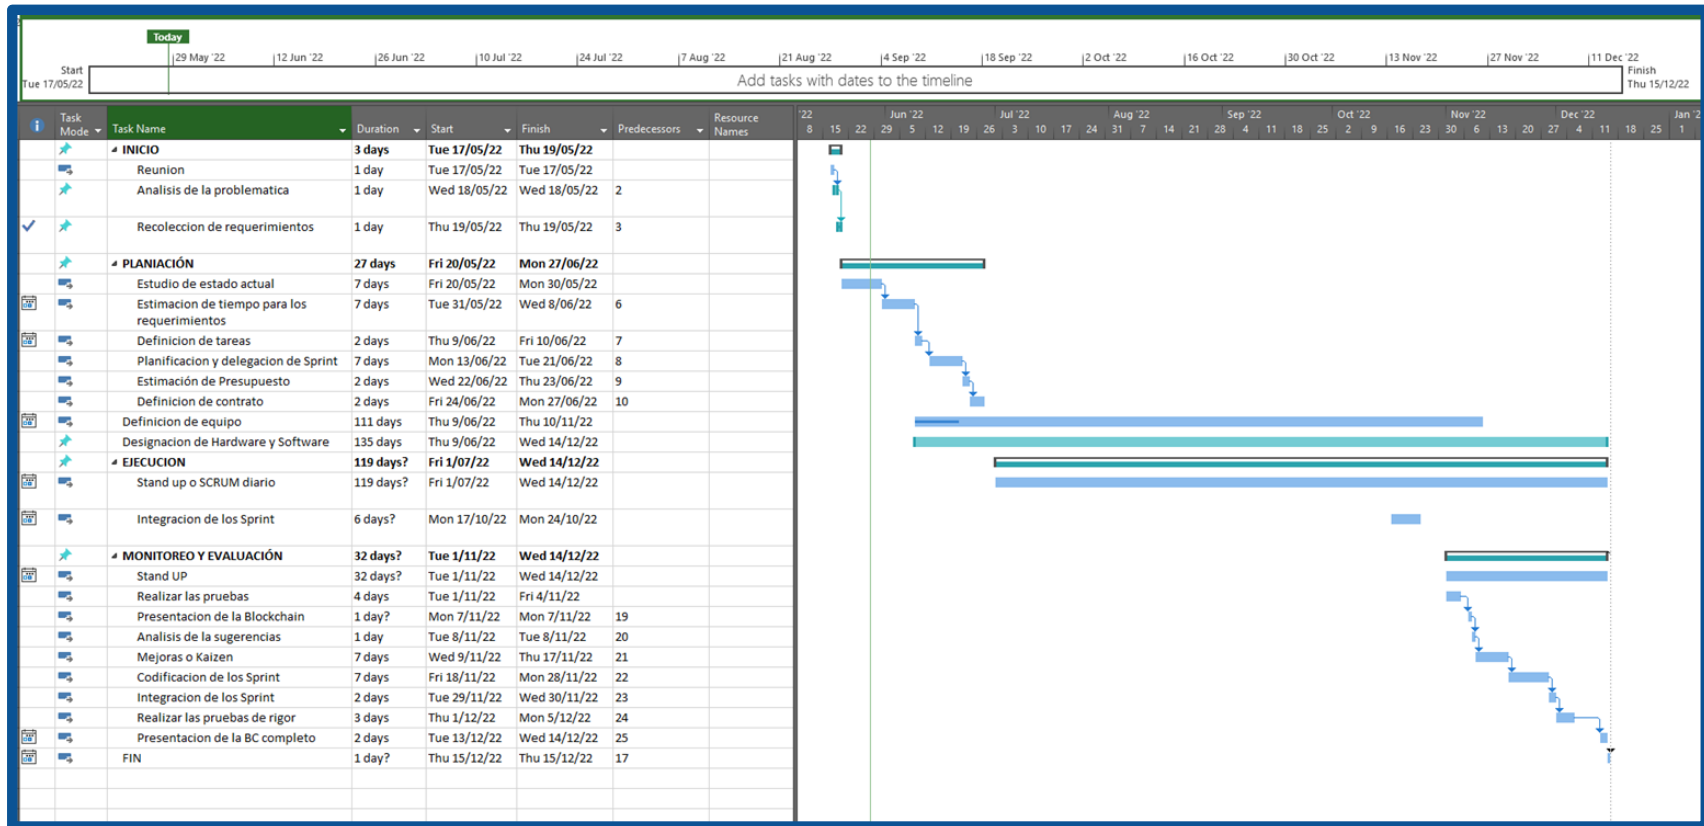 Today
29 May '22 12 Jun '22 26 Jun '22 10 Jul '22 24 Jul '22 7 Aug '22 21 Aug '22 4 Sep '22 18 Sep '22 2 Oct '22 16 Oct '22 30 Oct '22 13 Nov '22 27 Nov '22 11 Dec '22
Start
Tue 17/05/22
Add tasks with dates to the timeline
Finish
Thu 15/12/22
Task Mode Task Name Duration Start Finish Predecessors Resource Names
'22 Jun '22 Jul '22 Aug '22 Sep '22 Oct '22 Nov '22 Dec '22 Jan '2
8 15 22 29 5 12 19 26 3 10 17 24 31 7 14 21 28 4 11 18 25 2 9 16 23 30 6 13 20 27 4 11 18 25 1
INICIO 3 days Tue 17/05/22 Thu 19/05/22
Reunion 1 day Tue 17/05/22 Tue 17/05/22
Analisis de la problematica 1 day Wed 18/05/22 Wed 18/05/22 2
Recoleccion de requerimientos 1 day Thu 19/05/22 Thu 19/05/22 3
PLANIACIÓN 27 days Fri 20/05/22 Mon 27/06/22
Estudio de estado actual 7 days Fri 20/05/22 Mon 30/05/22
Estimacion de tiempo para los 7 days Tue 31/05/22 Wed 8/06/22 6
requerimientos
Definicion de tareas 2 days Thu 9/06/22 Fri 10/06/22 7
Planificacion y delegacion de Sprint 7 days Mon 13/06/22 Tue 21/06/22 8
Estimación de Presupuesto 2 days Wed 22/06/22 Thu 23/06/22 9
Definicion de contrato 2 days Fri 24/06/22 Mon 27/06/22 10
Definicion de equipo 111 days Thu 9/06/22 Thu 10/11/22
Designacion de Hardware y Software 135 days Thu 9/06/22 Wed 14/12/22
EJECUCION 119 days? Fri 1/07/22 Wed 14/12/22
Stand up o SCRUM diario 119 days? Fri 1/07/22 Wed 14/12/22
Integracion de los Sprint 6 days? Mon 17/10/22 Mon 24/10/22
MONITOREO Y EVALUACIÓN 32 days? Tue 1/11/22 Wed 14/12/22
Stand UP 32 days? Tue 1/11/22 Wed 14/12/22
Realizar las pruebas 4 days Tue 1/11/22 Fri 4/11/22
Presentacion de la Blockchain 1 day? Mon 7/11/22 Mon 7/11/22 19
Analisis de la sugerencias 1 day Tue 8/11/22 Tue 8/11/22 20
Mejoras o Kaizen 7 days Wed 9/11/22 Thu 17/11/22 21
Codificacion de los Sprint 7 days Fri 18/11/22 Mon 28/11/22 22
Integracion de los Sprint 2 days Tue 29/11/22 Wed 30/11/22 23
Realizar las pruebas de rigor 3 days Thu 1/12/22 Mon 5/12/22 24
Presentacion de la BC completo 2 days Tue 13/12/22 Wed 14/12/22 25
FIN 1 day? Thu 15/12/22 Thu 15/12/22 17